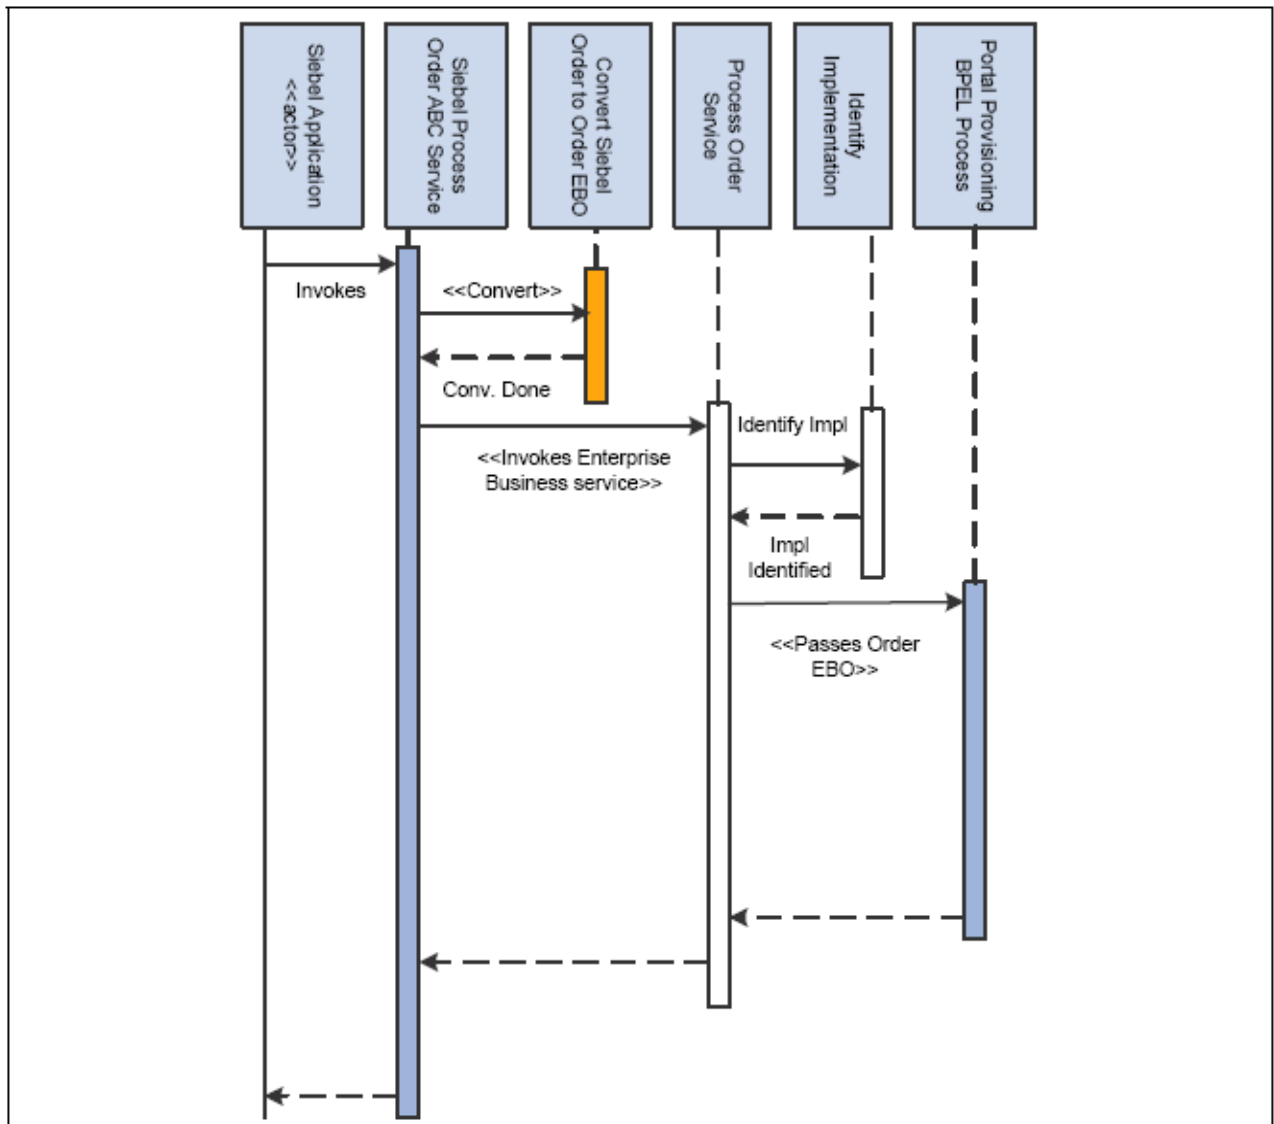 Siebel Application
<<actor>>
Siebel Process
Order ABC Service
Convert Siebel
Order to Order EBO
Process Order
Service
Identify
Implementation
Portal Provisioning
BPEL Process
Invokes
<<Convert>>
Conv. Done
<<Invokes Enterprise
Business service>>
Identify Impl
Impl
Identified
<<Passes Order
EBO>>